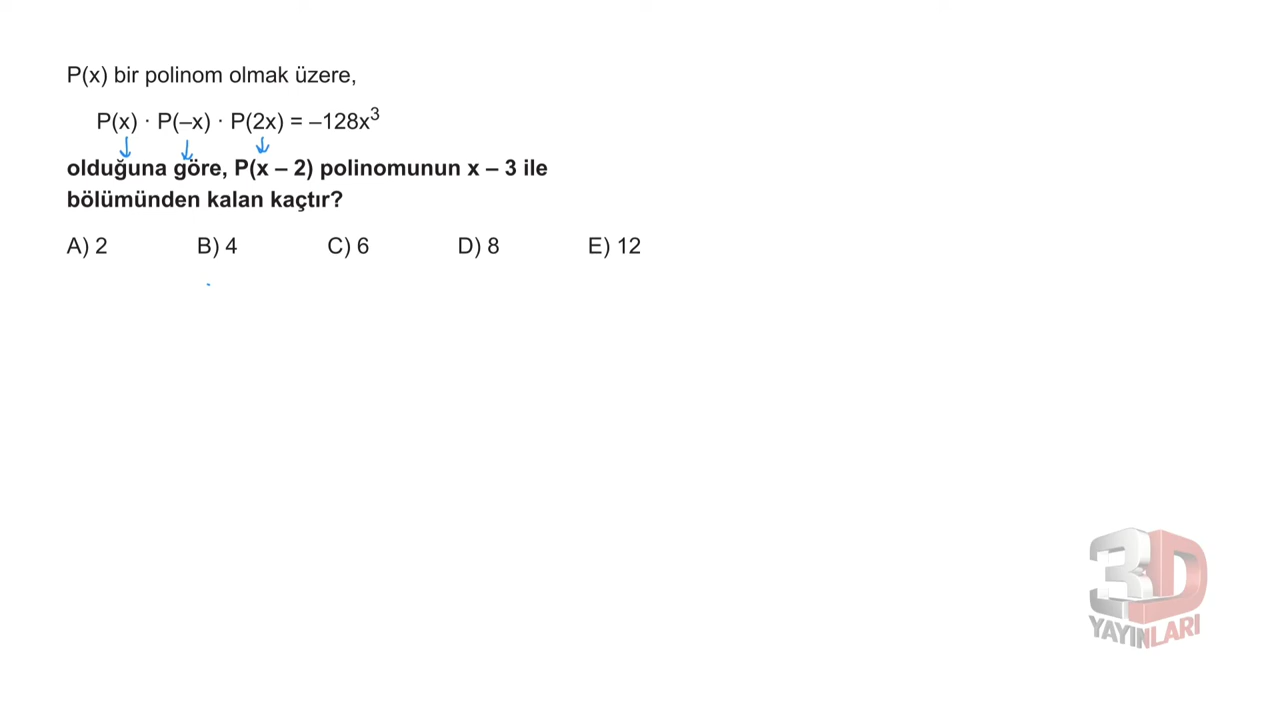 P(x) bir polinom olmak üzere,
P(x) · P(–x) · P(2x) = –128x³
olduğuna göre, P(x – 2) polinomunun x – 3 ile
bölümünden kalan kaçtır?
A) 2 B) 4 C) 6 D) 8 E) 12
3D
YAYINLARI